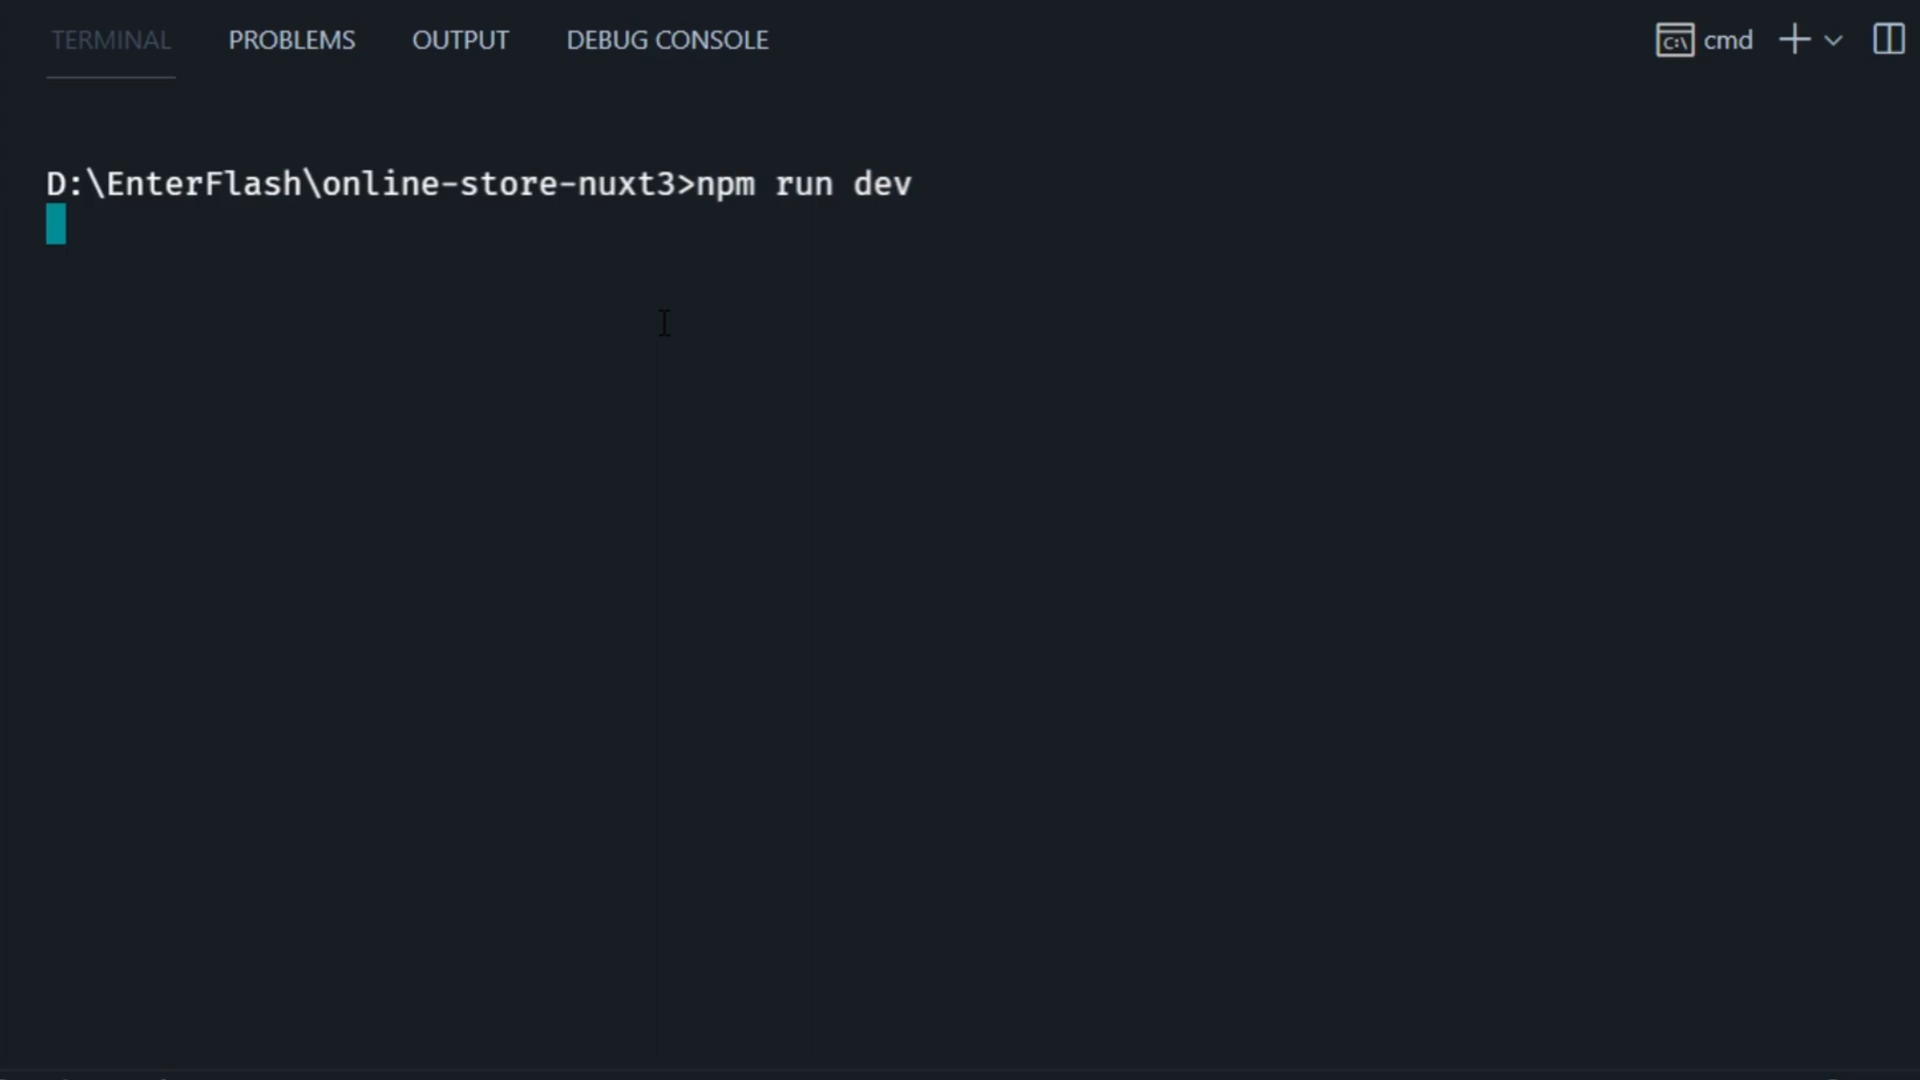 TERMINAL PROBLEMS OUTPUT DEBUG CONSOLE cmd
D:\EnterFlash\online-store-nuxt3>npm run dev